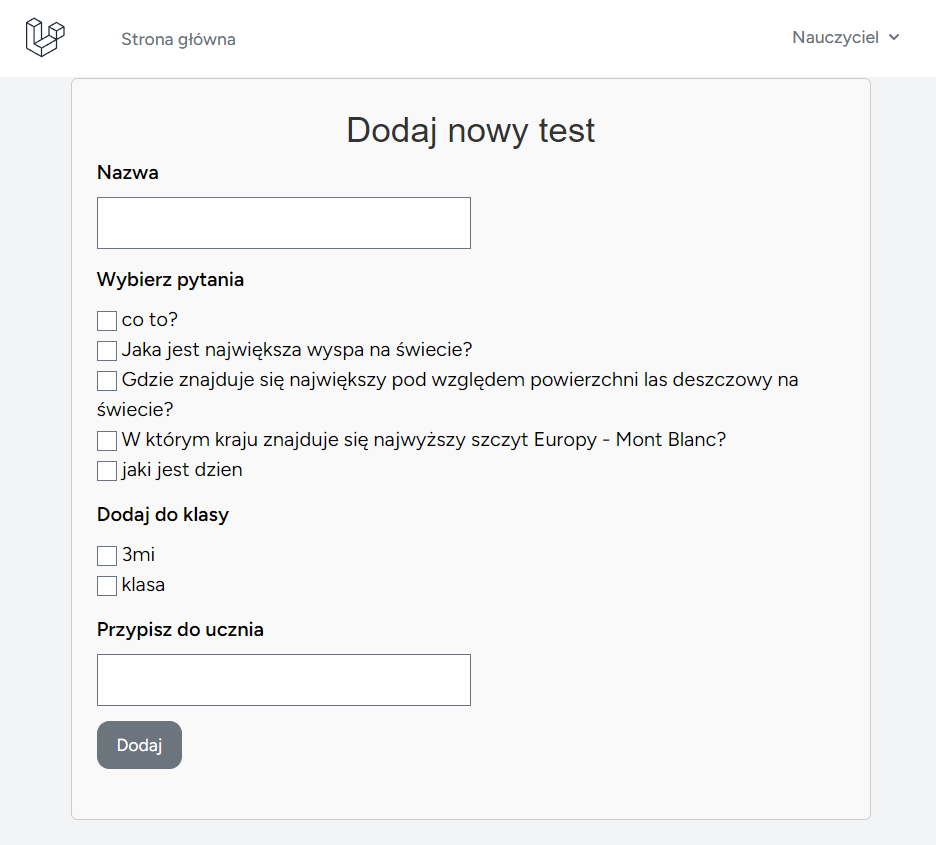 Strona główna
Nauczyciel
Dodaj nowy test
Nazwa
Wybierz pytania
co to?
Jaka jest największa wyspa na świecie?
Gdzie znajduje się największy pod względem powierzchni las deszczowy na
świecie?
W którym kraju znajduje się najwyższy szczyt Europy - Mont Blanc?
jaki jest dzien
Dodaj do klasy
3mi
klasa
Przypisz do ucznia
Dodaj